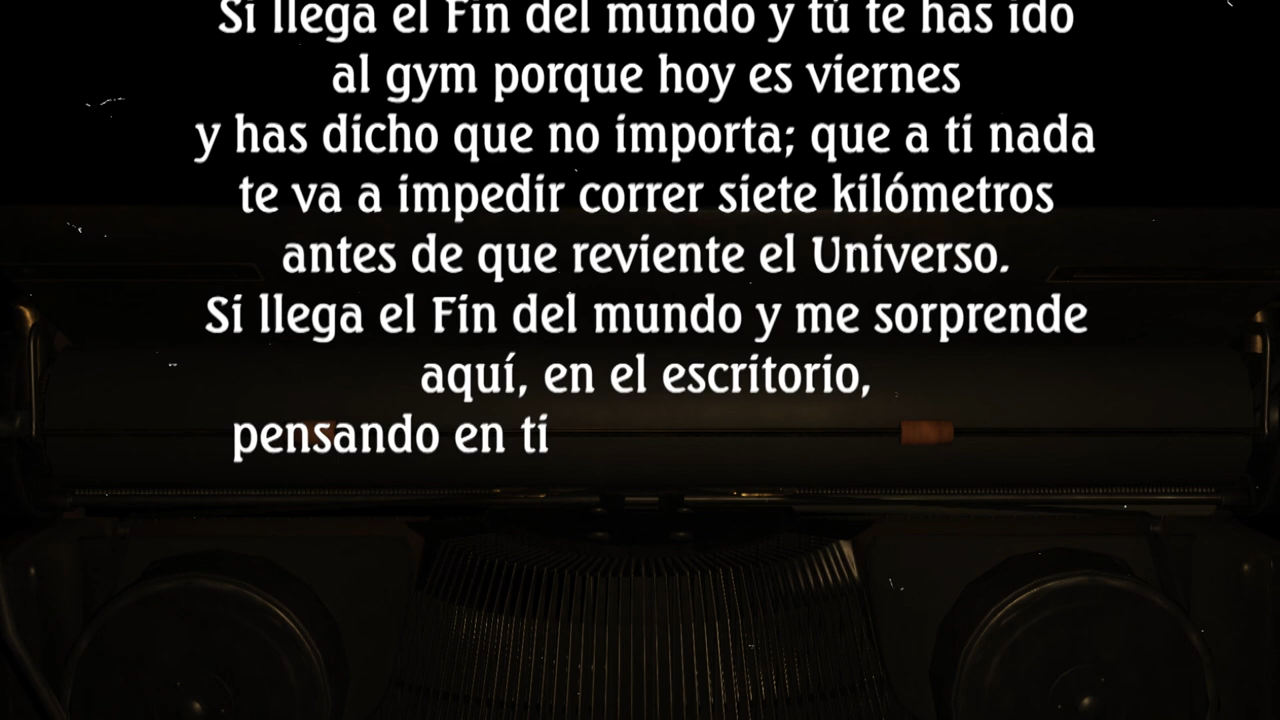 Si llega el Fin del mundo y tú te has ido
al gym porque hoy es viernes
y has dicho que no importa; que a ti nada
te va a impedir correr siete kilómetros
antes de que reviente el Universo.
Si llega el Fin del mundo y me sorprende
aquí, en el escritorio,
pensando en ti